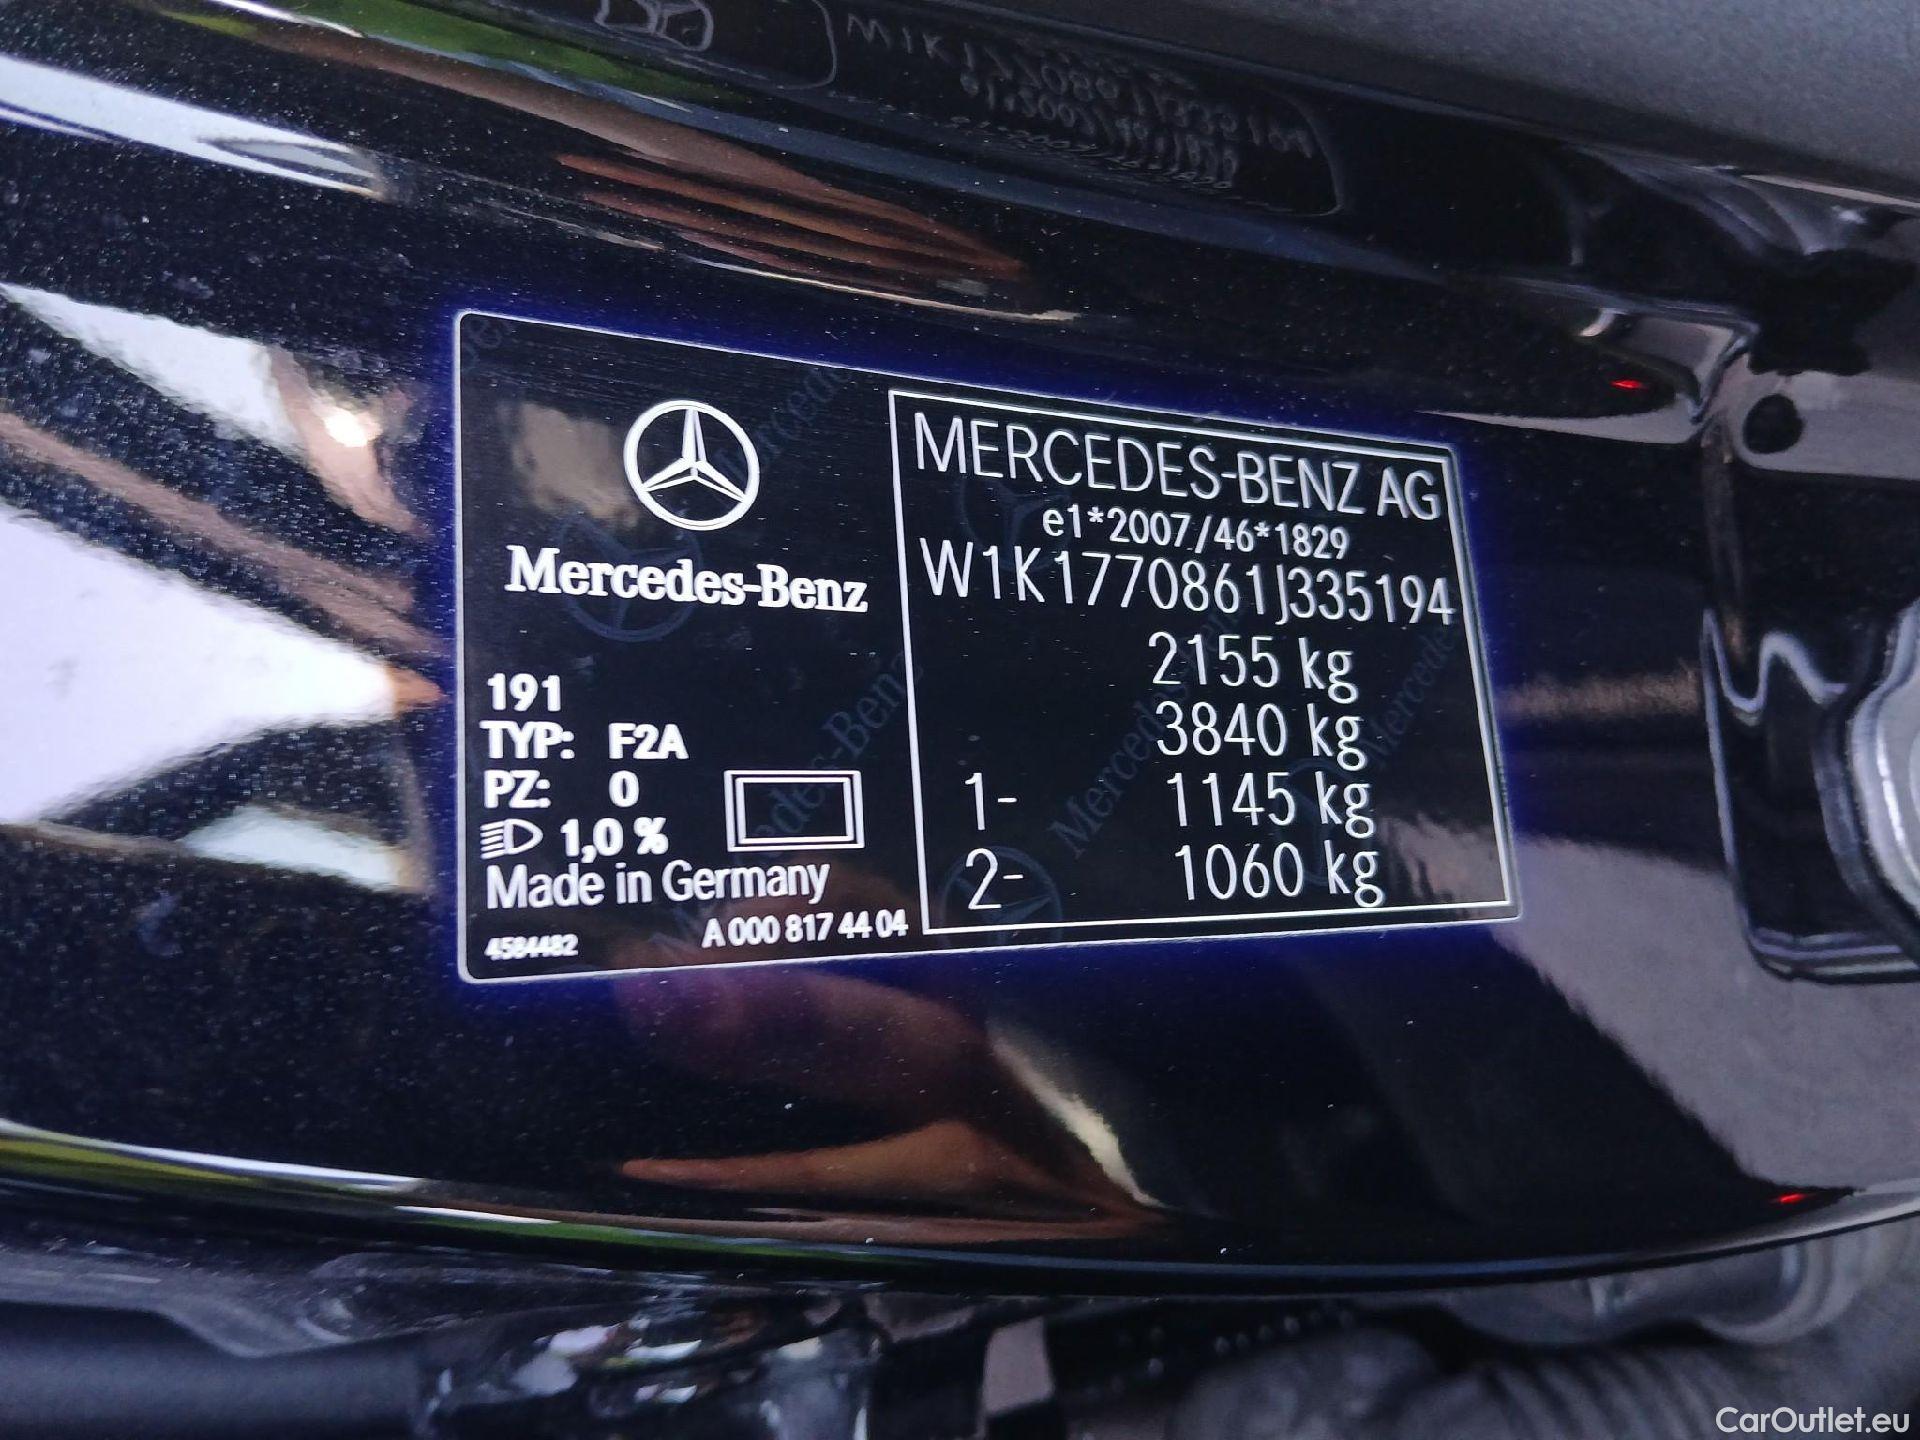 Mercedes-Benz
191
TYP: F2A
PZ: 0
1,0 %
Made in Germany
4584482
A 000 817 44 04
MERCEDES-BENZ AG
e1*2007/46*1829
W1K1770861J335194
2155 kg
3840 kg
1- 1145 kg
2- 1060 kg
CarOutlet.eu